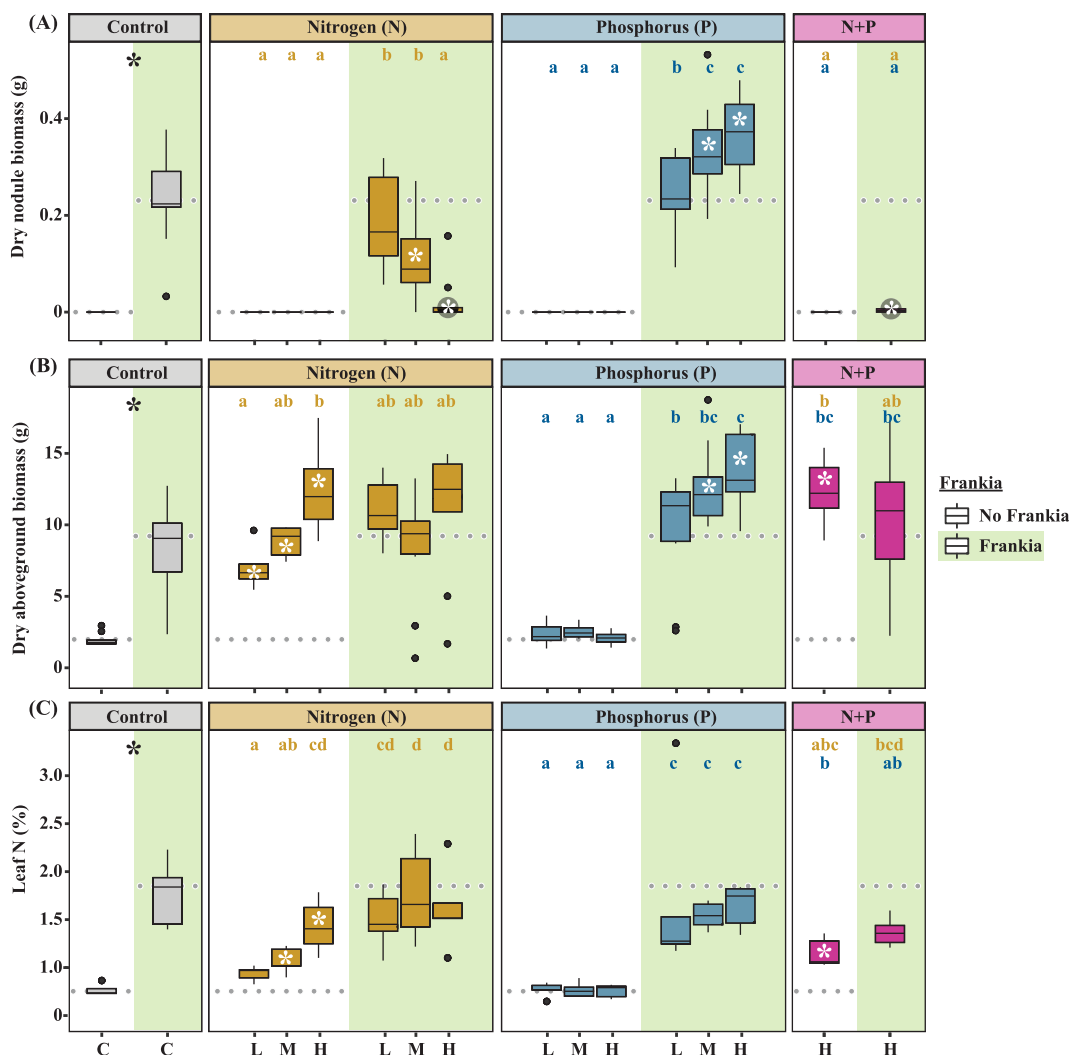 (A)
Control
Nitrogen (N)
Phosphorus (P)
N+P
*
a a a b b a
a a a b c c
a a
a a
* * * * *
Dry nodule biomass (g)
0.4
0.2
0
(B)
Control
Nitrogen (N)
Phosphorus (P)
N+P
*
a ab b ab ab ab
a a a b bc c
b ab
bc bc
* * * * * *
Dry aboveground biomass (g)
15
10
5
0
Frankia
No Frankia
Frankia
(C)
Control
Nitrogen (N)
Phosphorus (P)
N+P
*
a ab cd cd d d
a a a c c c
abc bcd
b ab
* * *
Leaf N (%)
3.0
2.5
2.0
1.5
1.0
0
C C L M H L M H L M H L M H H H